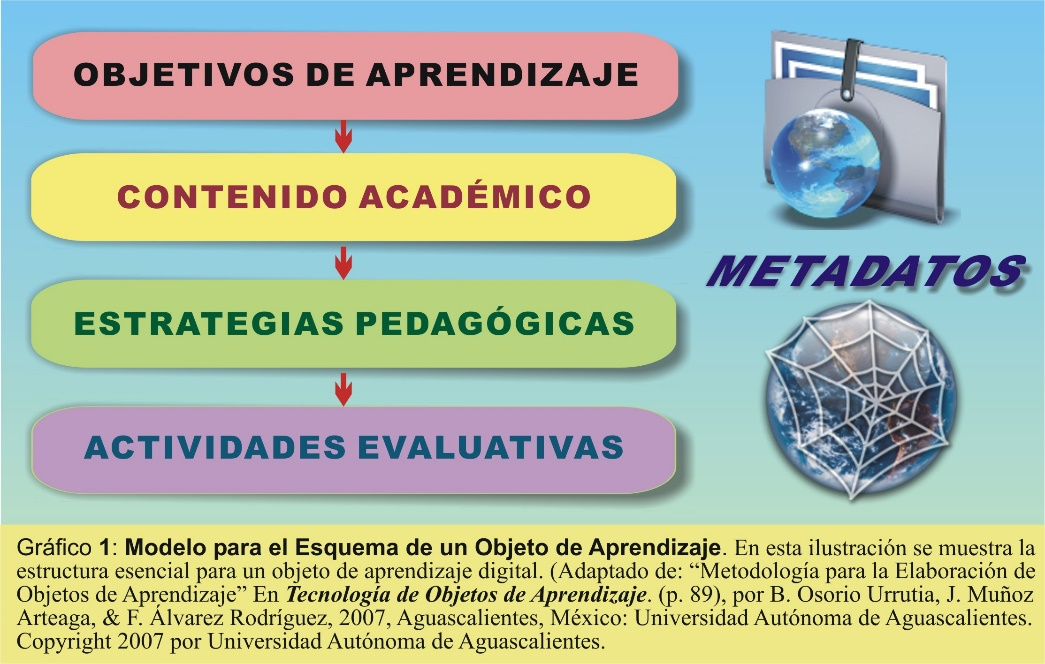 OBJETIVOS DE APRENDIZAJE
CONTENIDO ACADÉMICO
ESTRATEGIAS PEDAGÓGICAS
ACTIVIDADES EVALUATIVAS
METADATOS
Gráfico 1: Modelo para el Esquema de un Objeto de Aprendizaje. En esta ilustración se muestra la
estructura esencial para un objeto de aprendizaje digital. (Adaptado de: “Metodología para la Elaboración de
Objetos de Aprendizaje” En Tecnología de Objetos de Aprendizaje. (p. 89), por B. Osorio Urrutia, J. Muñoz
Arteaga, & F. Álvarez Rodríguez, 2007, Aguascalientes, México: Universidad Autónoma de Aguascalientes.
Copyright 2007 por Universidad Autónoma de Aguascalientes.